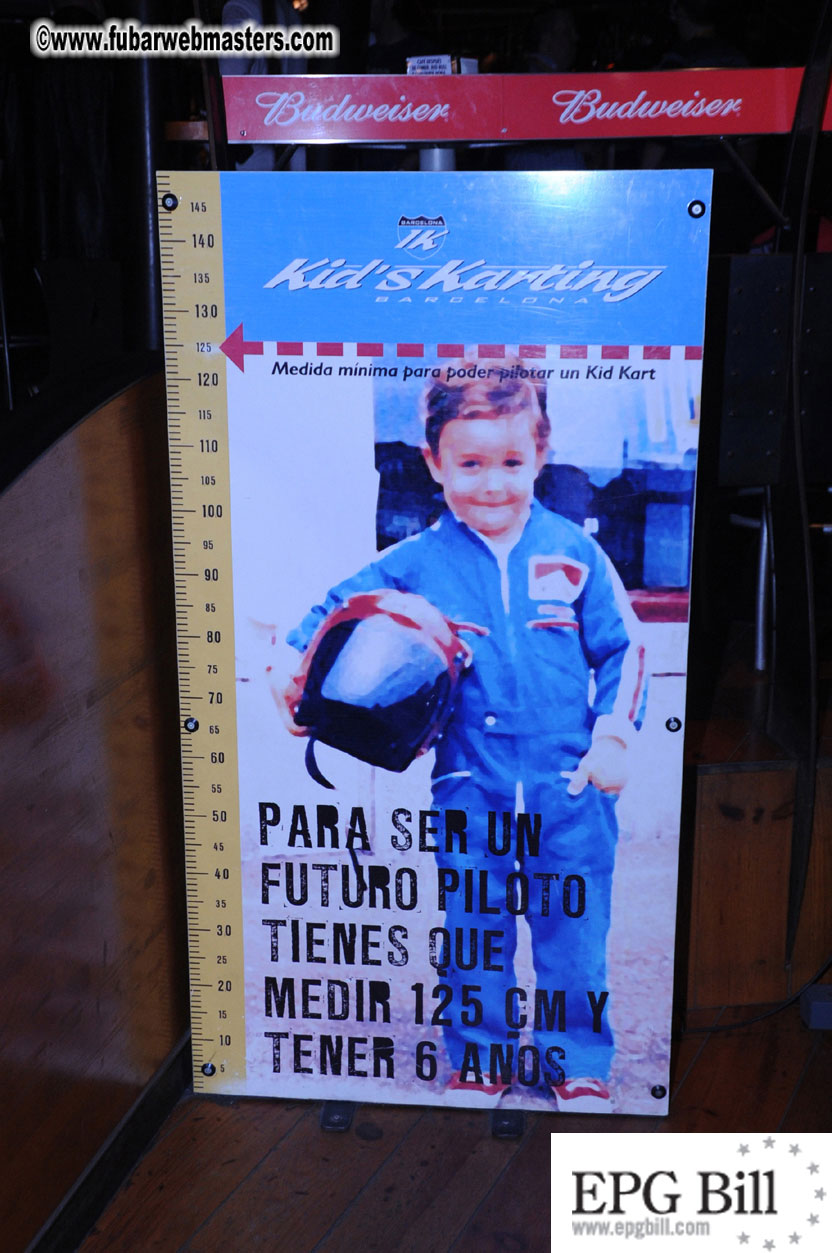 ©www.fubarwebmasters.com
Budweiser Budweiser
BARCELONA
IK
Kid's Karting
BARCELONA
Medida mínima para poder pilotar un Kid Kart
145
140
135
130
125
120
115
110
105
100
95
90
85
80
75
70
65
60
55
50
45
40
35
30
25
20
15
10
5
PARA SER UN
FUTURO PILOTO
TIENES QUE
MEDIR 125 CM Y
TENER 6 AÑOS
EPG Bill
www.epgbill.com